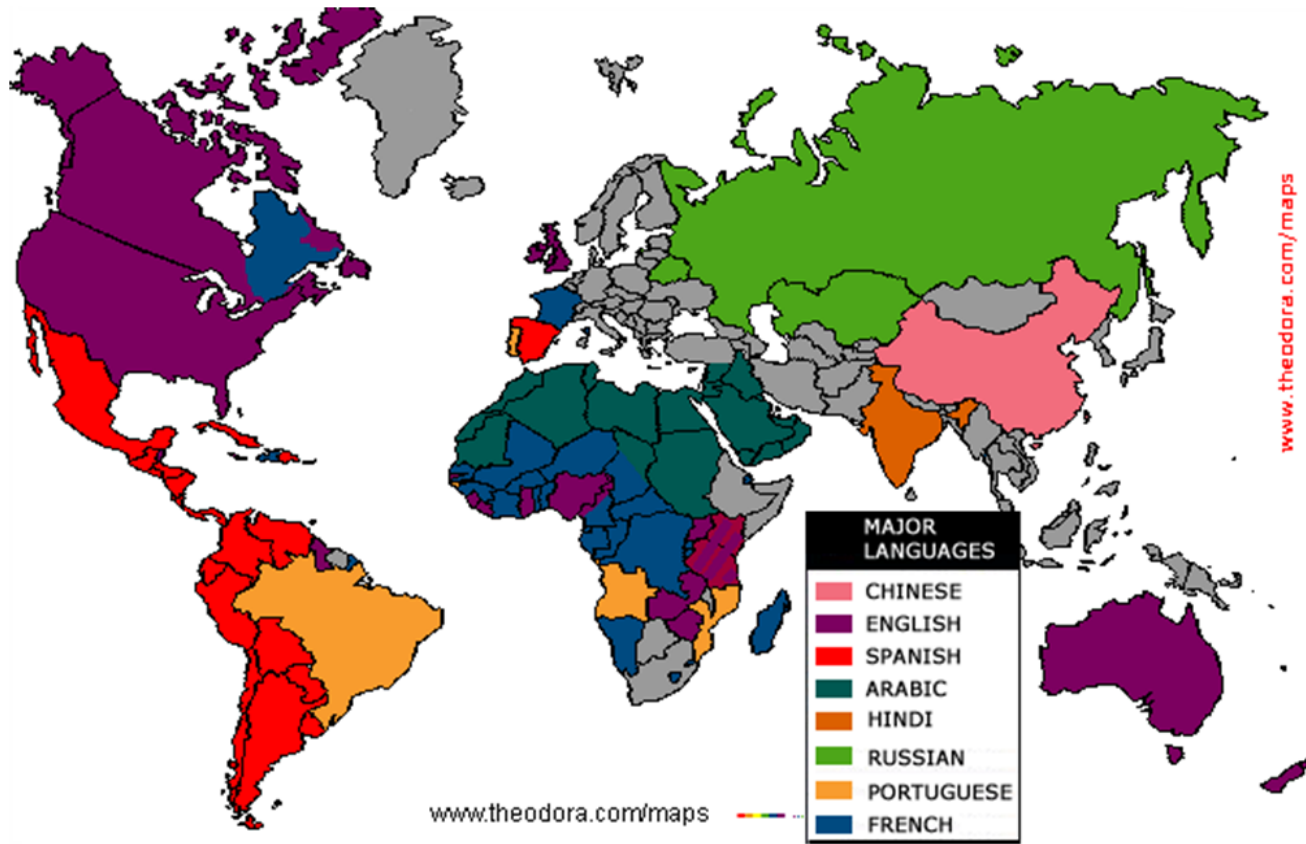 www.theodora.com/maps
MAJOR
LANGUAGES
CHINESE
ENGLISH
SPANISH
ARABIC
HINDI
RUSSIAN
PORTUGUESE
FRENCH
www.theodora.com/maps